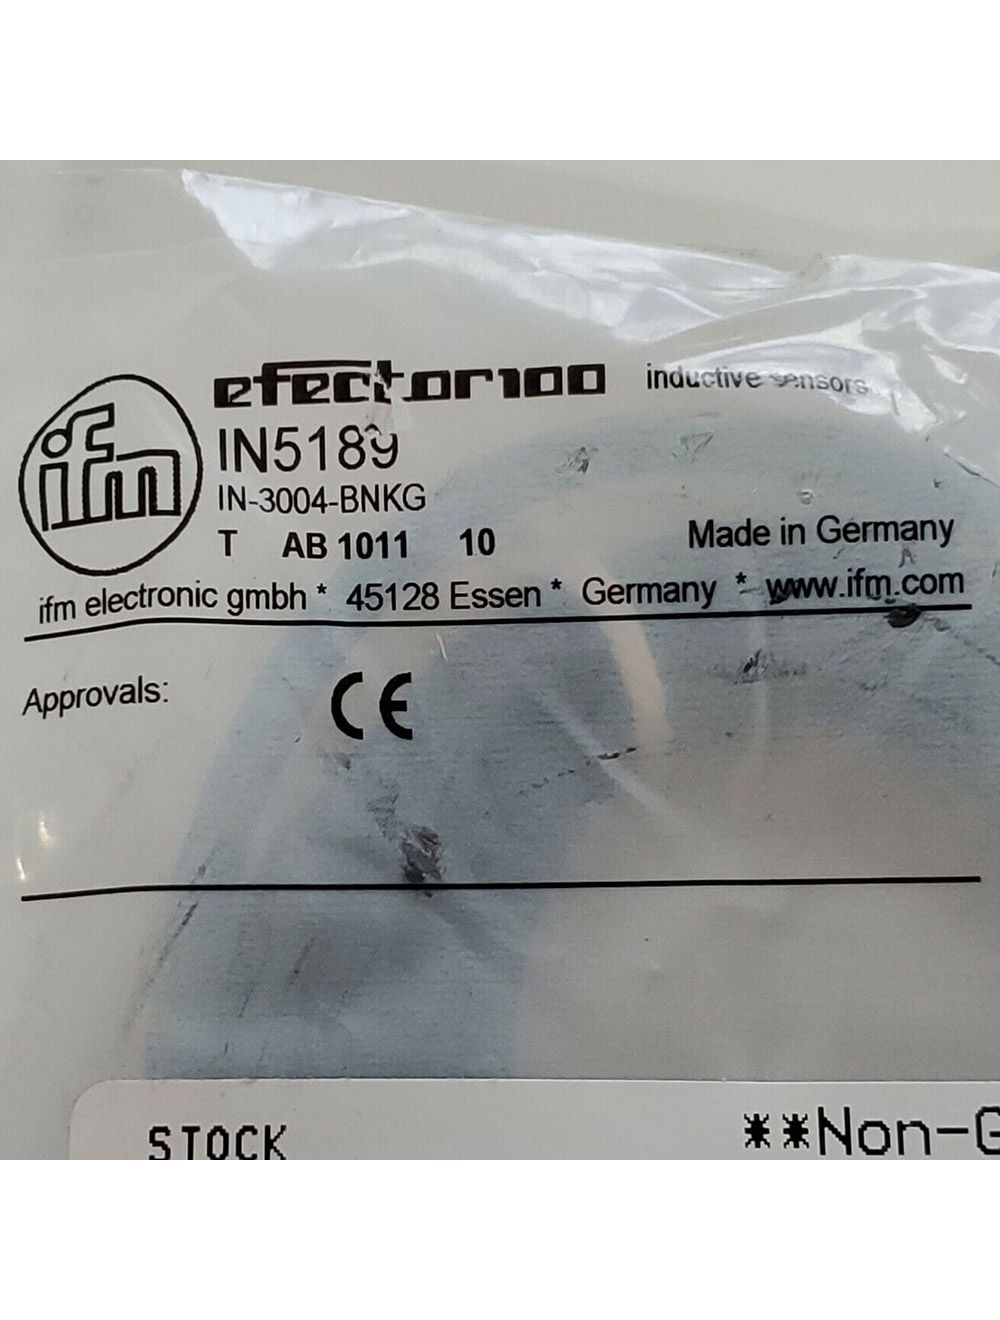 efector100 inductive sensors
ifm
IN5189
IN-3004-BNKG
T AB 1011 10 Made in Germany
ifm electronic gmbh * 45128 Essen * Germany * www.ifm.com
Approvals: CE
STOCK **Non-G